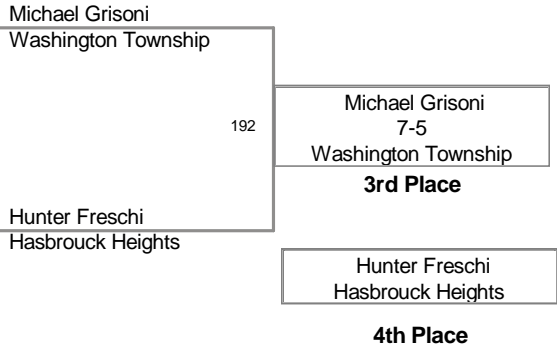 Michael Grisoni
Washington Township
192
Michael Grisoni
7-5
Washington Township
3rd Place
Hunter Freschi
Hasbrouck Heights
Hunter Freschi
Hasbrouck Heights
4th Place